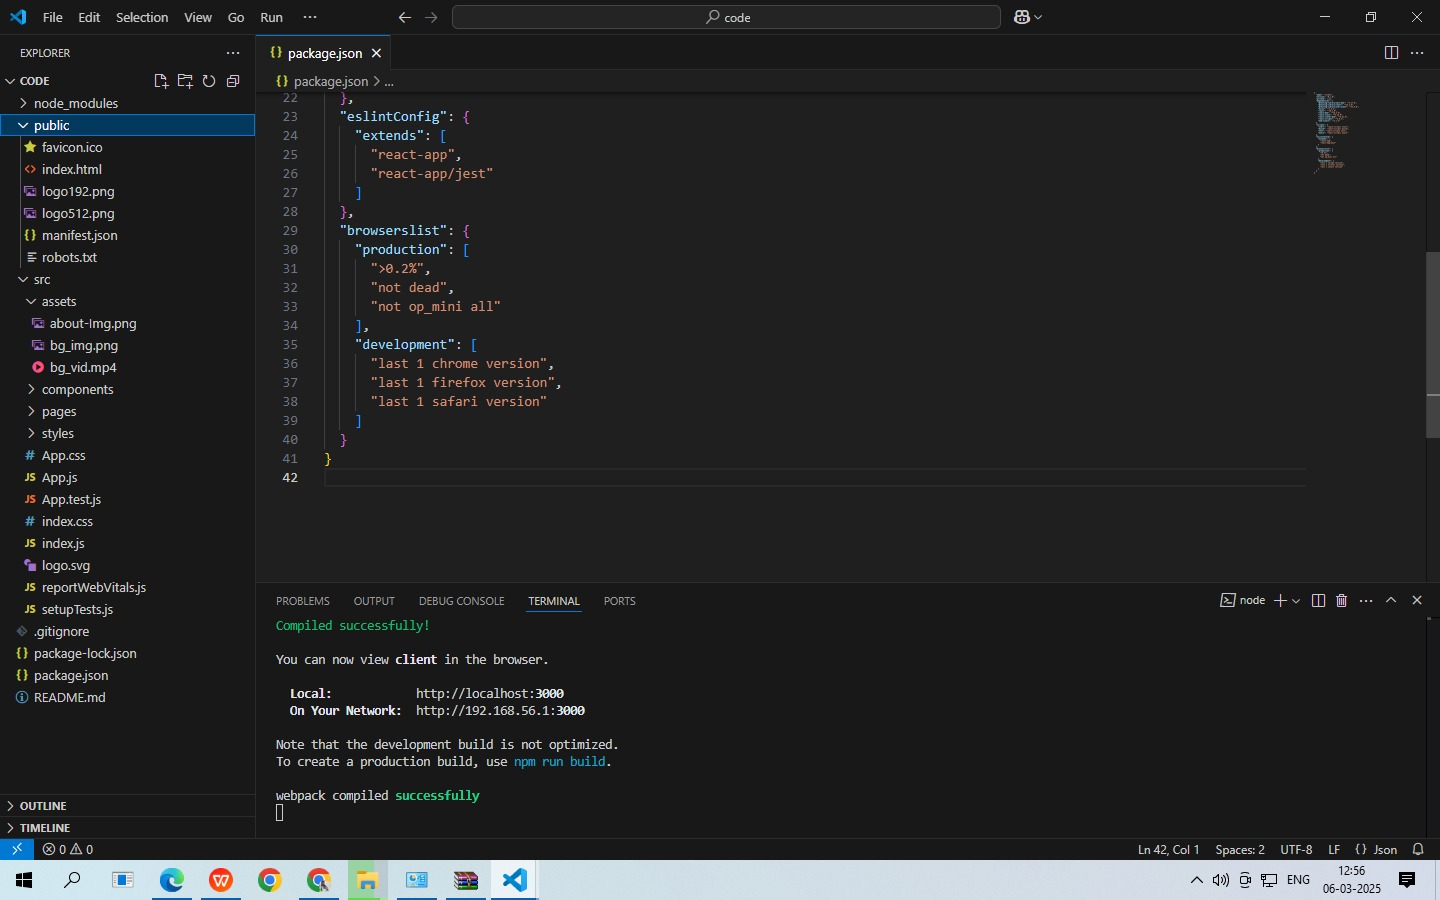 File Edit Selection View Go Run ···
code
EXPLORER ···
CODE
node_modules
public
favicon.ico
index.html
logo192.png
logo512.png
manifest.json
robots.txt
src
assets
about-Img.png
bg_img.png
bg_vid.mp4
components
pages
styles
# App.css
JS App.js
JS App.test.js
# index.css
JS index.js
logo.svg
JS reportWebVitals.js
JS setupTests.js
.gitignore
{} package-lock.json
{} package.json
README.md
OUTLINE
TIMELINE
{} package.json
{} package.json > ...
22 },
23 "eslintConfig": {
24 "extends": [
25 "react-app",
26 "react-app/jest"
27 ]
28 },
29 "browserslist": {
30 "production": [
31 ">0.2%",
32 "not dead",
33 "not op_mini all"
34 ],
35 "development": [
36 "last 1 chrome version",
37 "last 1 firefox version",
38 "last 1 safari version"
39 ]
40 }
41 }
42
PROBLEMS OUTPUT DEBUG CONSOLE TERMINAL PORTS
node
Compiled successfully!
You can now view client in the browser.
Local: http://localhost:3000
On Your Network: http://192.168.56.1:3000
Note that the development build is not optimized.
To create a production build, use npm run build.
webpack compiled successfully
0 0
Ln 42, Col 1 Spaces: 2 UTF-8 LF {} Json
ENG
12:56
06-03-2025